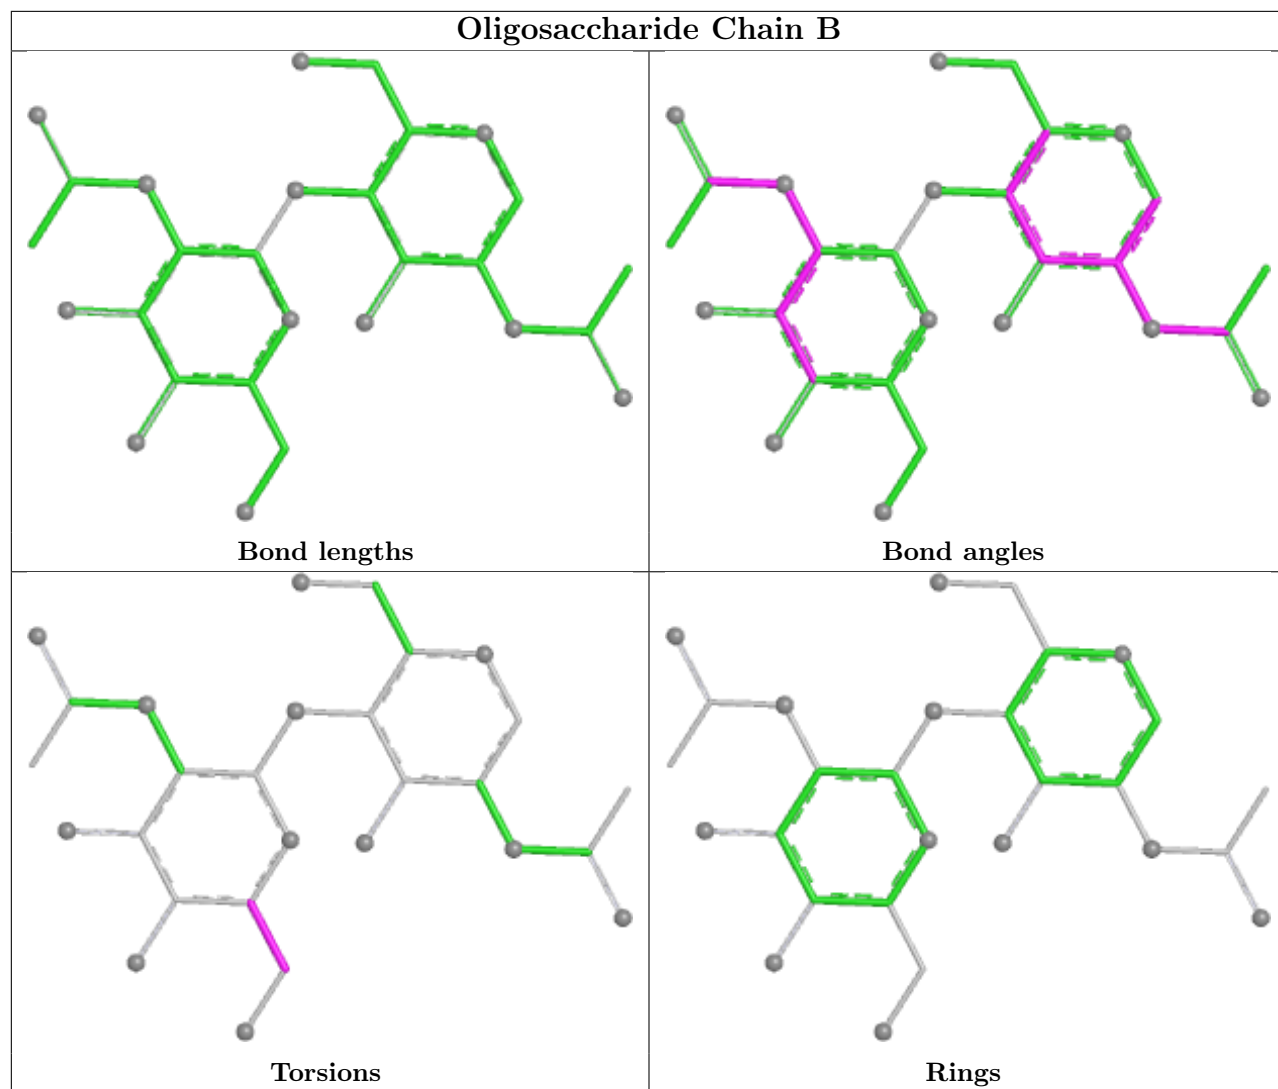 Oligosaccharide Chain B
Bond lengths
Bond angles
Torsions
Rings